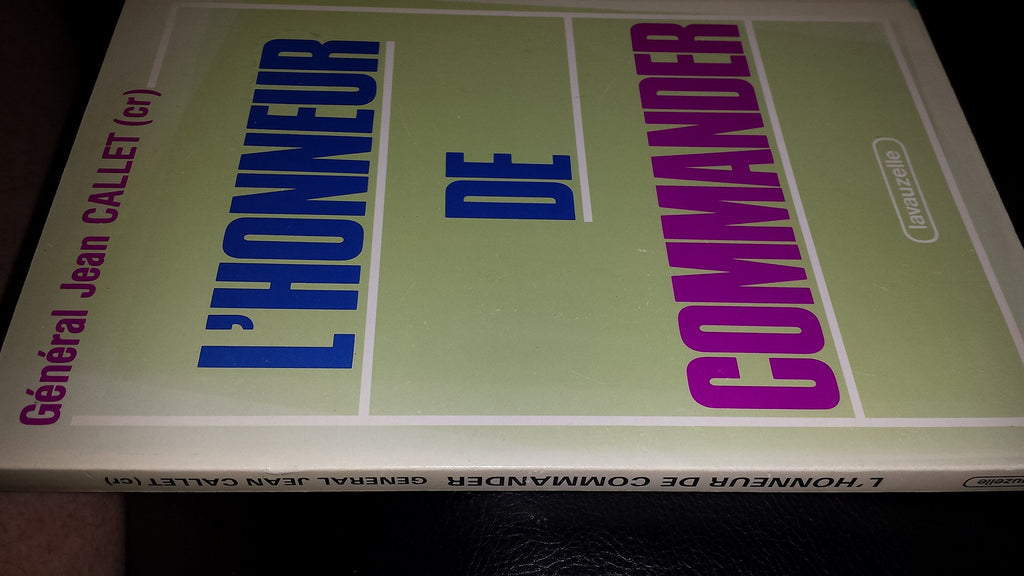 Général Jean CALLET (cr)
L'HONNEUR
DE
COMMANDER
lavauzelle
L'HONNEUR DE COMMANDER GENERAL JEAN CALLET (cr)